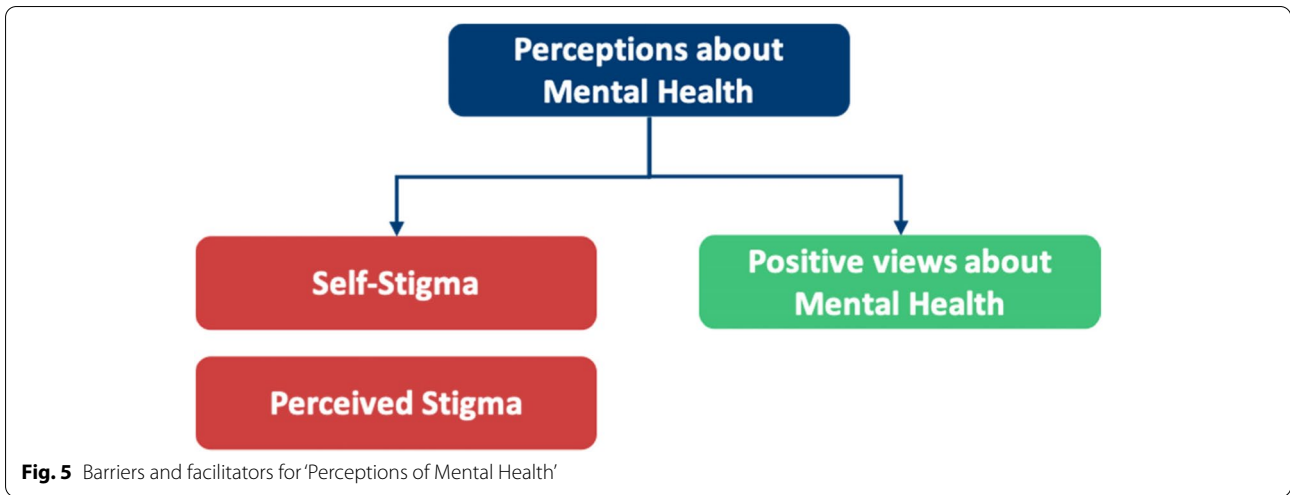 Perceptions about
Mental Health
Self-Stigma
Positive views about
Mental Health
Perceived Stigma
Fig. 5 Barriers and facilitators for ‘Perceptions of Mental Health’